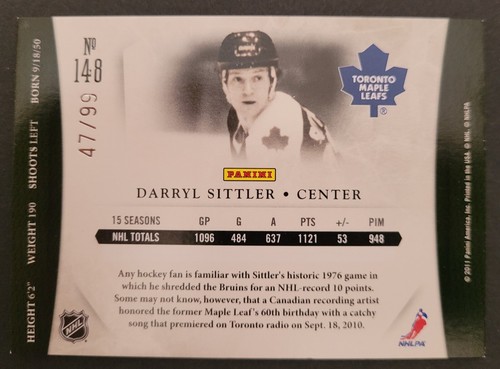 BORN 9/18/50
SHOOTS LEFT
WEIGHT 190
HEIGHT 6'2"
Nº
148
47/99
TORONTO
MAPLE
LEAFS
®
PANINI
DARRYL SITTLER • CENTER
15 SEASONS GP G A PTS +/- PIM
NHL TOTALS 1096 484 637 1121 53 948
Any hockey fan is familiar with Sittler's historic 1976 game in
which he shredded the Bruins for an NHL-record 10 points.
Some may not know, however, that a Canadian recording artist
honored the former Maple Leaf's 60th birthday with a catchy
song that premiered on Toronto radio on Sept. 18, 2010.
NHL
NHLPA
© 2011 Panini America, Inc. Printed in the USA. © NHL © NHLPA